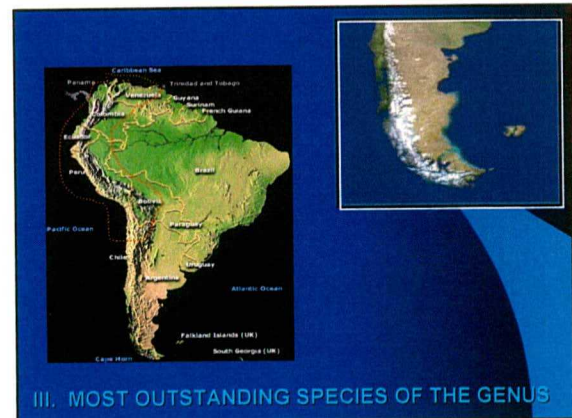 Caribbean Sea
Panama
Trinidad and Tobago
Venezuela
Guyana
Surinam
French Guiana
Colombia
Ecuador
Peru
Brazil
Bolivia
Pacific Ocean
Paraguay
Chile
Uruguay
Argentina
Atlantic Ocean
Falkland Islands (UK)
South Georgia (UK)
Cape Horn
III. MOST OUTSTANDING SPECIES OF THE GENUS